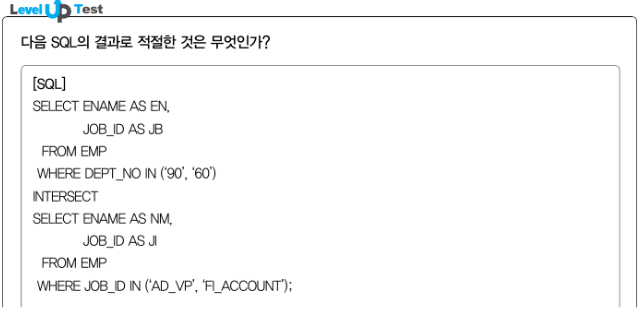 Level Up Test
다음 SQL의 결과로 적절한 것은 무엇인가?
[SQL]
SELECT ENAME AS EN,
JOB_ID AS JB
FROM EMP
WHERE DEPT_NO IN (‘90’, ‘60’)
INTERSECT
SELECT ENAME AS NM,
JOB_ID AS JI
FROM EMP
WHERE JOB_ID IN (‘AD_VP’, ‘FI_ACCOUNT’);